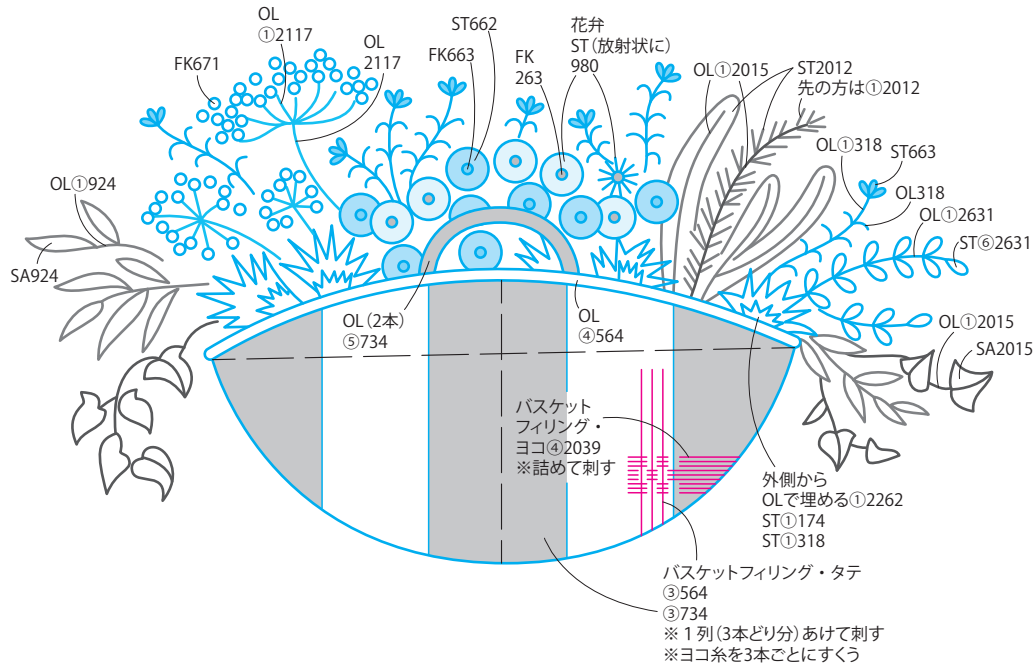 OL
①2117
FK671
OL
2117
ST662
FK663
FK
263
花弁
ST(放射状に)
980
OL①2015
ST2012
先の方は①2012
OL①318
ST663
OL318
OL①2631
ST⑥2631
OL①924
SA924
OL(2本)
⑤734
OL
④564
OL①2015
SA2015
バスケット
フィリング・
ヨコ④2039
※詰めて刺す
外側から
OLで埋める①2262
ST①174
ST①318
バスケットフィリング・タテ
③564
③734
※1列(3本どり分)あけて刺す
※ヨコ糸を3本ごとにすくう